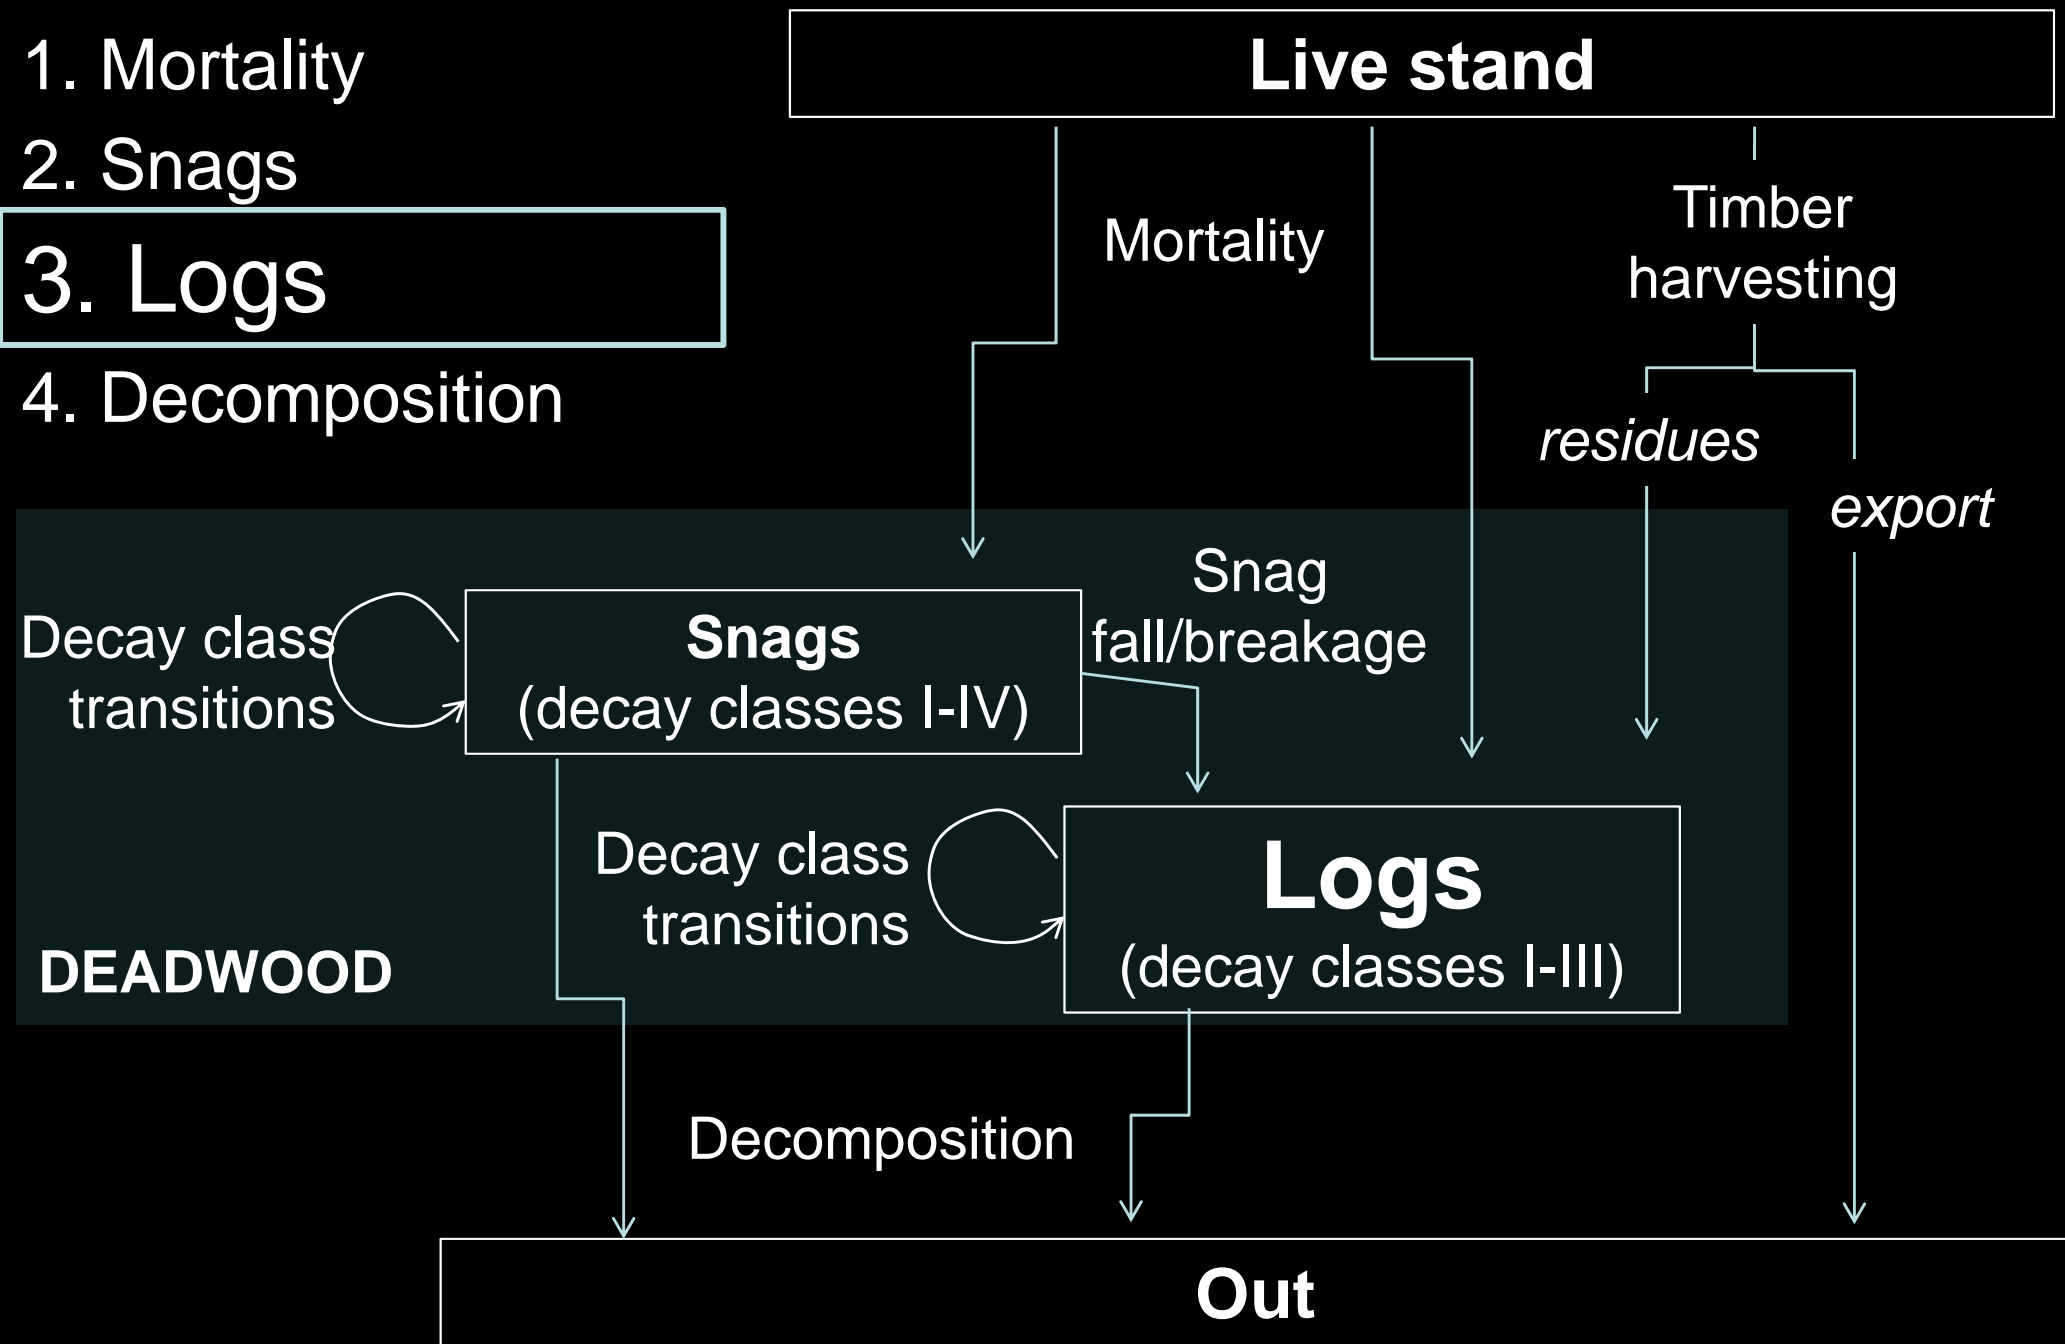 1. Mortality
2. Snags
3. Logs
4. Decomposition
Live stand
Mortality
Timber
harvesting
residues
export
Snag
fall/breakage
Decay class
transitions
Snags
(decay classes I-IV)
Decay class
transitions
Logs
(decay classes I-III)
DEADWOOD
Decomposition
Out